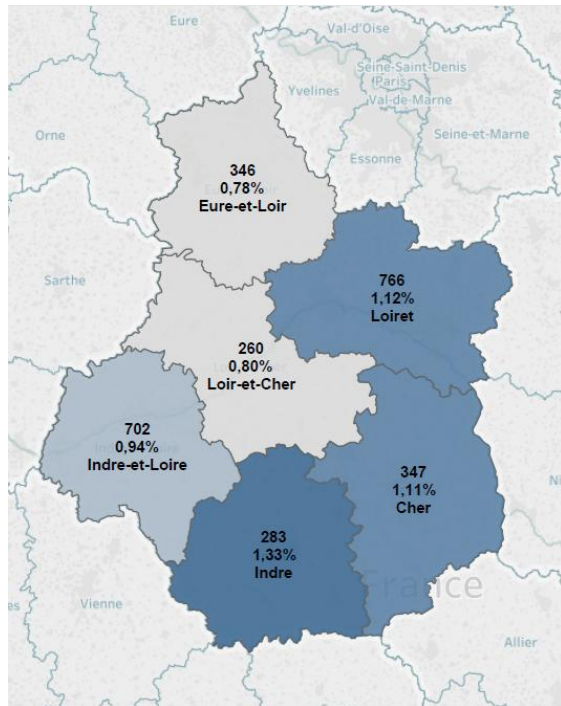 Eure
Val-d'Oise
Seine-Saint-Denis
Paris
Yvelines
Val-de-Marne
Orne
Seine-et-Marne
Essonne
346
0,78%
Eure-et-Loir
Sarthe
766
1,12%
Loiret
260
0,80%
Loir-et-Cher
702
0,94%
Indre-et-Loire
347
1,11%
Cher
283
1,33%
Indre
France
Vienne
Allier